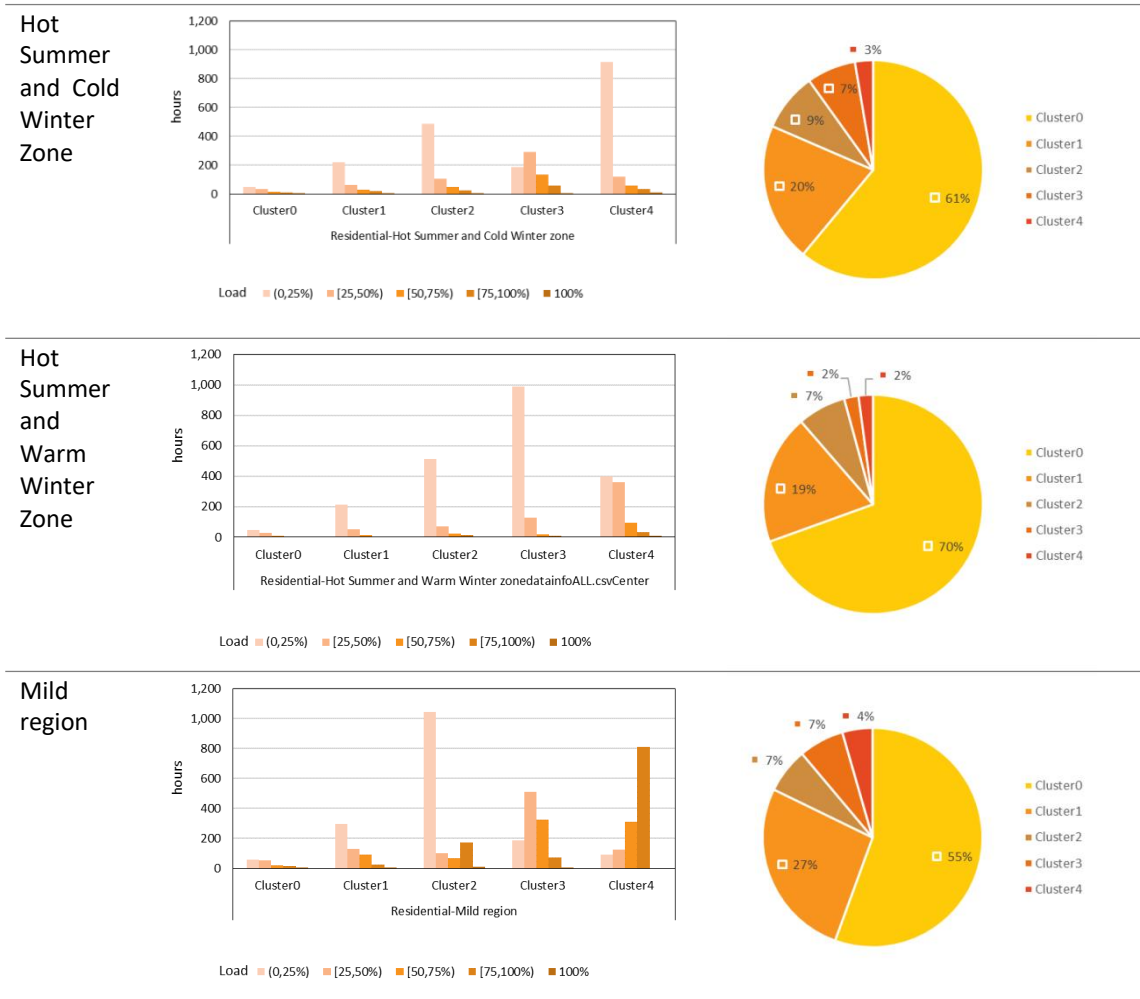 Hot
Summer
and Cold
Winter
Zone
1,200
1,000
800
600
400
200
0
hours
Cluster0 Cluster1 Cluster2 Cluster3 Cluster4
Residential-Hot Summer and Cold Winter zone
Load (0,25%) [25,50%) [50,75%) [75,100%) 100%
3%
7%
9%
20%
61%
Cluster0
Cluster1
Cluster2
Cluster3
Cluster4
Hot
Summer
and
Warm
Winter
Zone
1,200
1,000
800
600
400
200
0
hours
Cluster0 Cluster1 Cluster2 Cluster3 Cluster4
Residential-Hot Summer and Warm Winter zonedatainfoALL.csvCenter
Load (0,25%) [25,50%) [50,75%) [75,100%) 100%
2% 2%
7%
19%
70%
Cluster0
Cluster1
Cluster2
Cluster3
Cluster4
Mild
region
1,200
1,000
800
600
400
200
0
hours
Cluster0 Cluster1 Cluster2 Cluster3 Cluster4
Residential-Mild region
Load (0,25%) [25,50%) [50,75%) [75,100%) 100%
4%
7%
7%
27%
55%
Cluster0
Cluster1
Cluster2
Cluster3
Cluster4